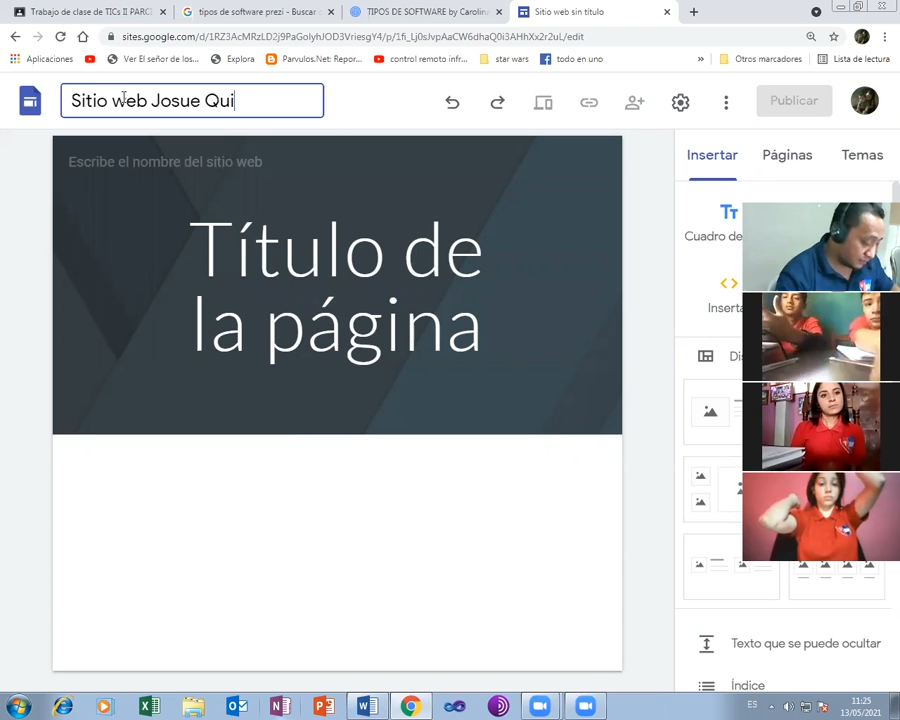 Trabajo de clase de TICs II PARCI
tipos de software prezi - Buscar c
TIPOS DE SOFTWARE by Carolina
Sitio web sin título
sites.google.com/d/1RZ3AcMRzLD2j9PaGolyhJOD3VriesgY4/p/1fi_Lj0sJvpAaCW6dhaQ0i3AHhXx2r2uL/edit
Aplicaciones
Ver El señor de los...
Explora
Parvulos.Net: Repor...
control remoto infr...
star wars
todo en uno
»
Otros marcadores
Lista de lectura
Sitio web Josue Qui
Publicar
Escribe el nombre del sitio web
Título de
la página
Insertar
Páginas
Temas
Tt
Cuadro de
<>
Inserta
Texto que se puede ocultar
Índice
ES
11:25
13/05/2021